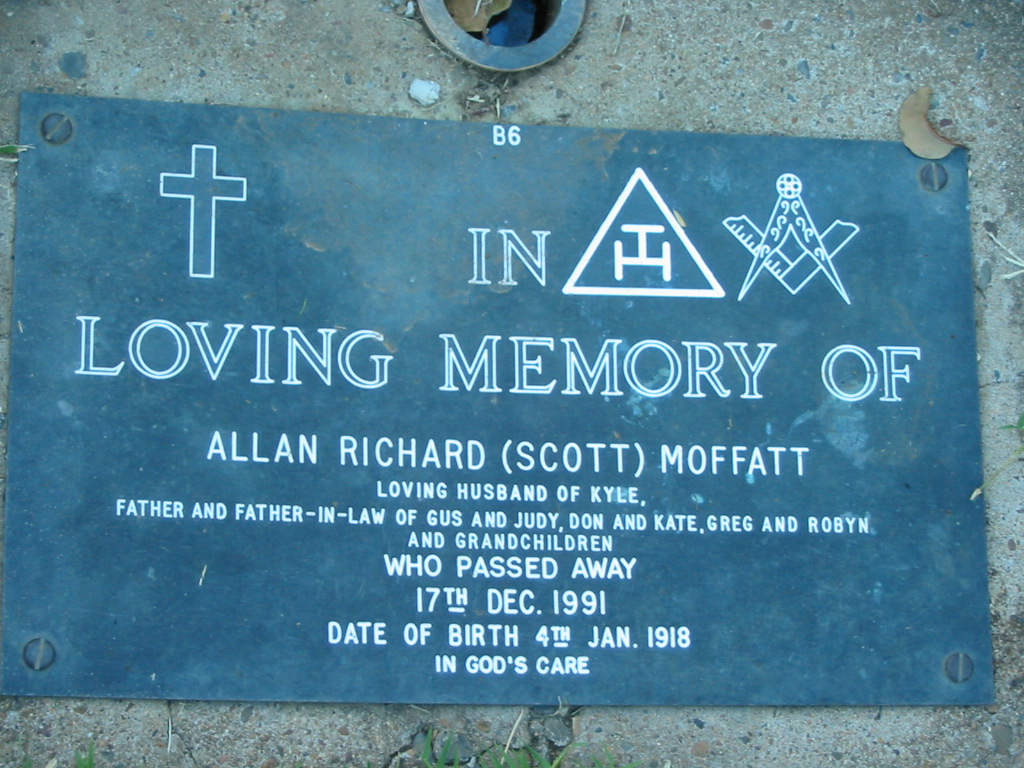 B6
IN
LOVING MEMORY OF
ALLAN RICHARD (SCOTT) MOFFATT
LOVING HUSBAND OF KYLE,
FATHER AND FATHER-IN-LAW OF GUS AND JUDY, DON AND KATE, GREG AND ROBYN
AND GRANDCHILDREN
WHO PASSED AWAY
17TH DEC. 1991
DATE OF BIRTH 4TH JAN. 1918
IN GOD'S CARE